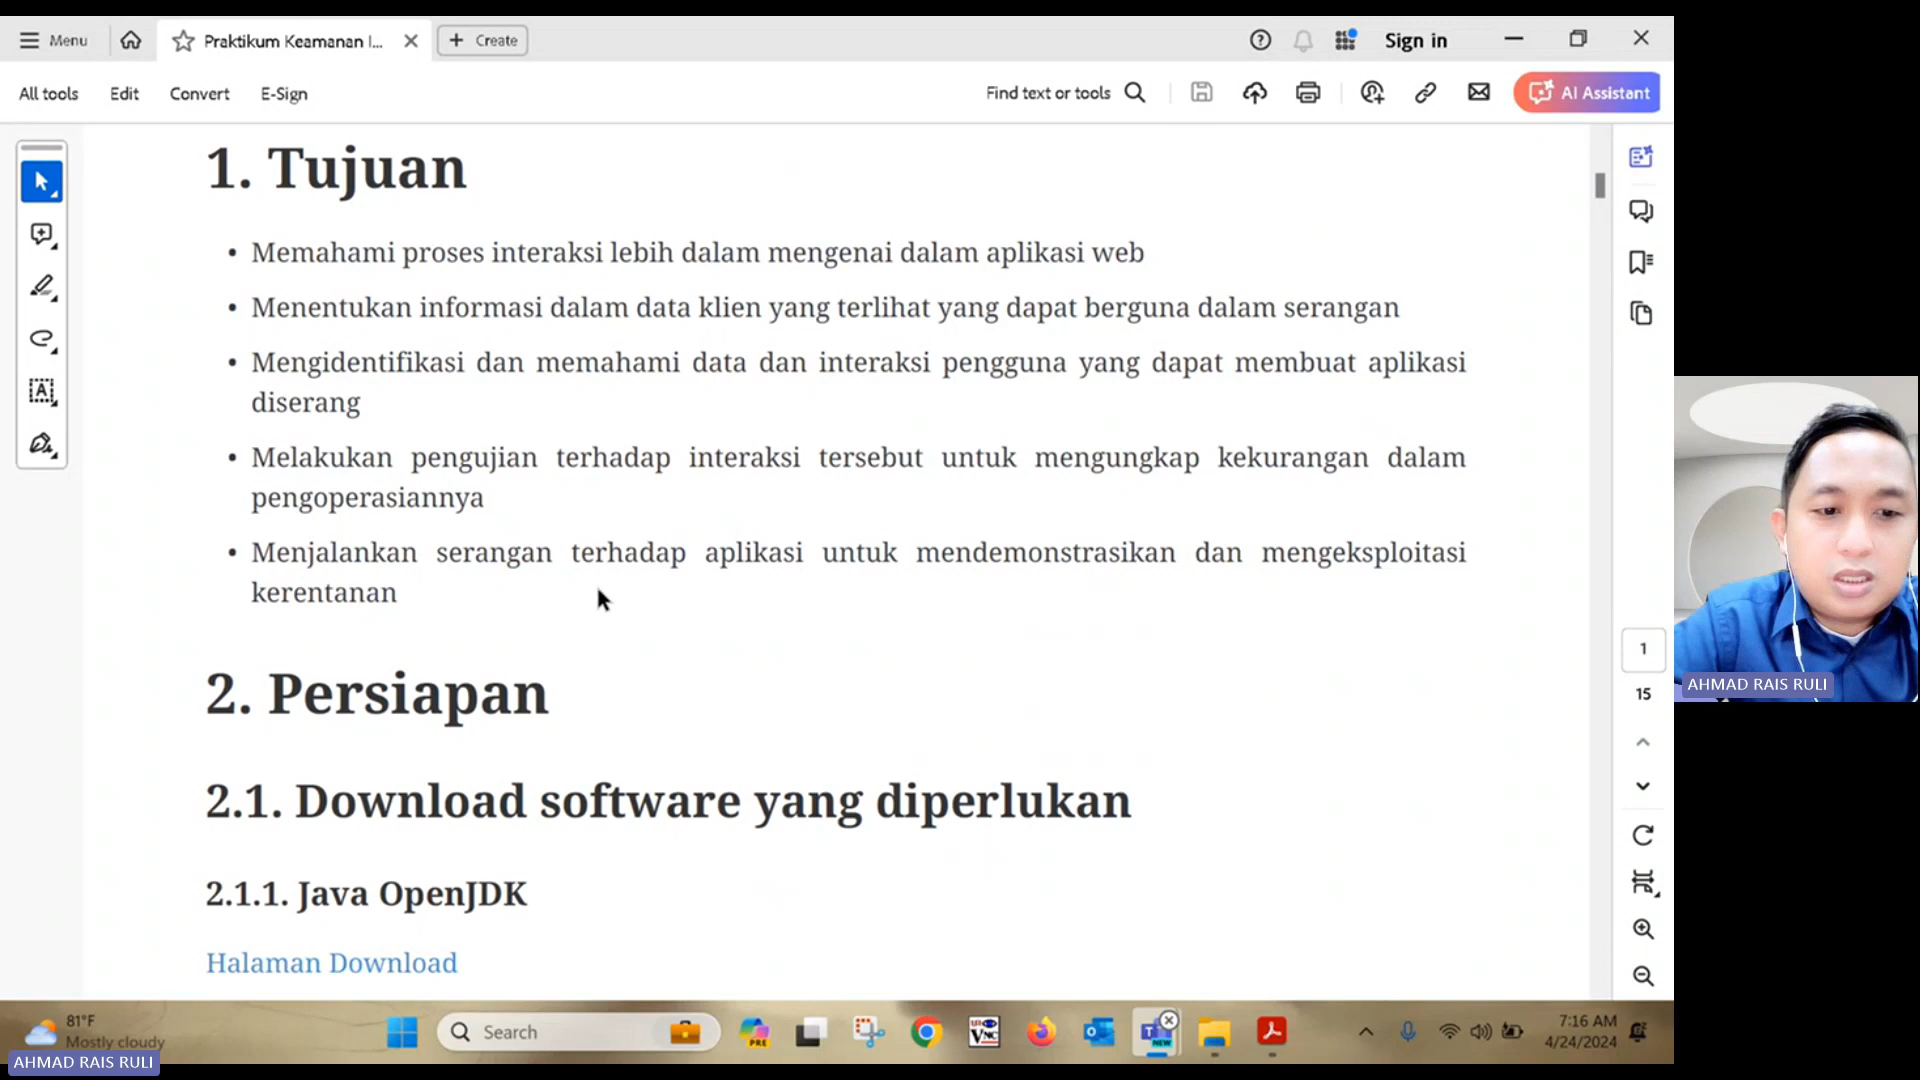 Menu
Praktikum Keamanan I...
Create
Sign in
All tools
Edit
Convert
E-Sign
Find text or tools
AI Assistant
1. Tujuan
• Memahami proses interaksi lebih dalam mengenai dalam aplikasi web
• Menentukan informasi dalam data klien yang terlihat yang dapat berguna dalam serangan
• Mengidentifikasi dan memahami data dan interaksi pengguna yang dapat membuat aplikasi
diserang
• Melakukan pengujian terhadap interaksi tersebut untuk mengungkap kekurangan dalam
pengoperasiannya
• Menjalankan serangan terhadap aplikasi untuk mendemonstrasikan dan mengeksploitasi
kerentanan
2. Persiapan
2.1. Download software yang diperlukan
2.1.1. Java OpenJDK
Halaman Download
1
15
AHMAD RAIS RULI
81°F
Mostly cloudy
Search
PRE
VNC
NEW
7:16 AM
4/24/2024
AHMAD RAIS RULI